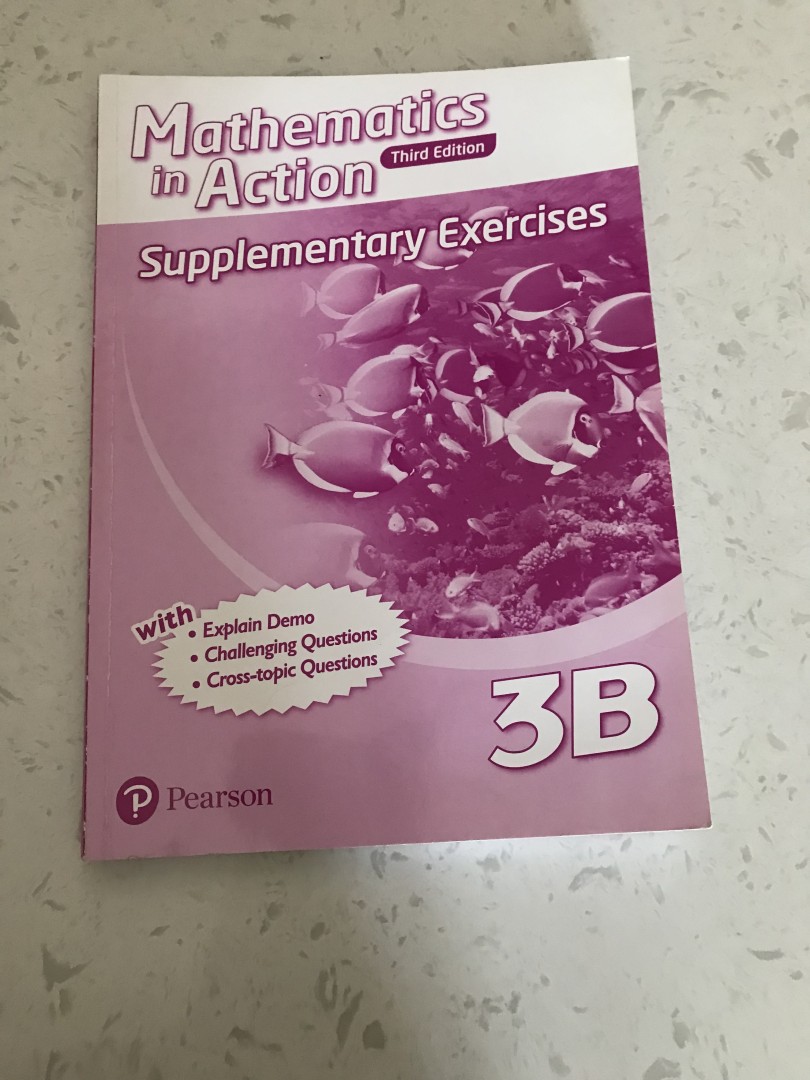 Mathematics
in Action
Third Edition
Supplementary Exercises
with
• Explain Demo
• Challenging Questions
• Cross-topic Questions
3B
P Pearson